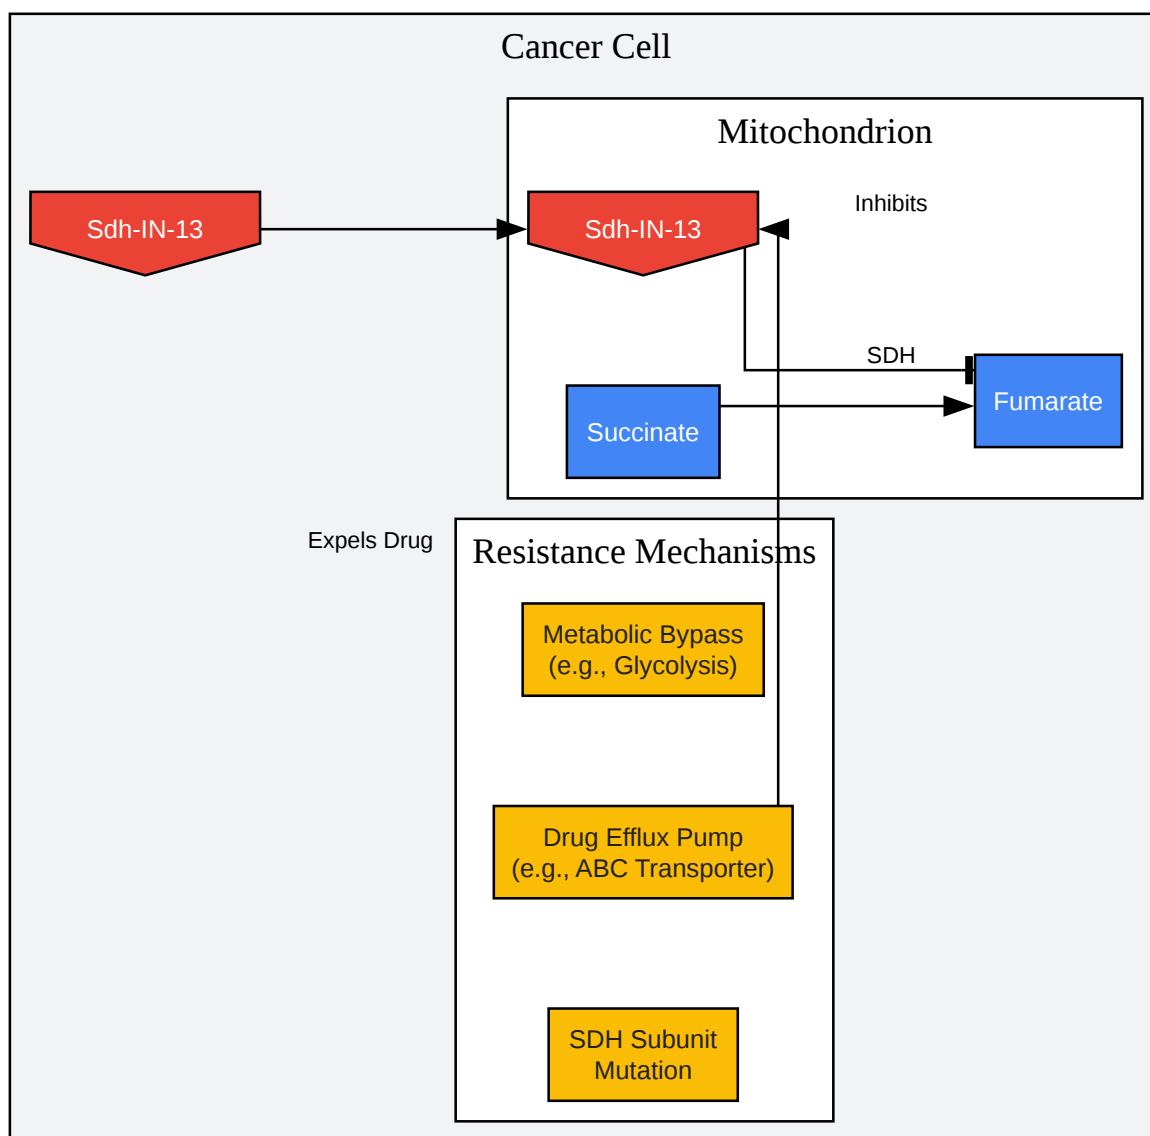 Cancer Cell
Mitochondrion
Sdh-IN-13
Sdh-IN-13
Inhibits
SDH
Succinate
Fumarate
Expels Drug
Resistance Mechanisms
Metabolic Bypass
(e.g., Glycolysis)
Drug Efflux Pump
(e.g., ABC Transporter)
SDH Subunit
Mutation